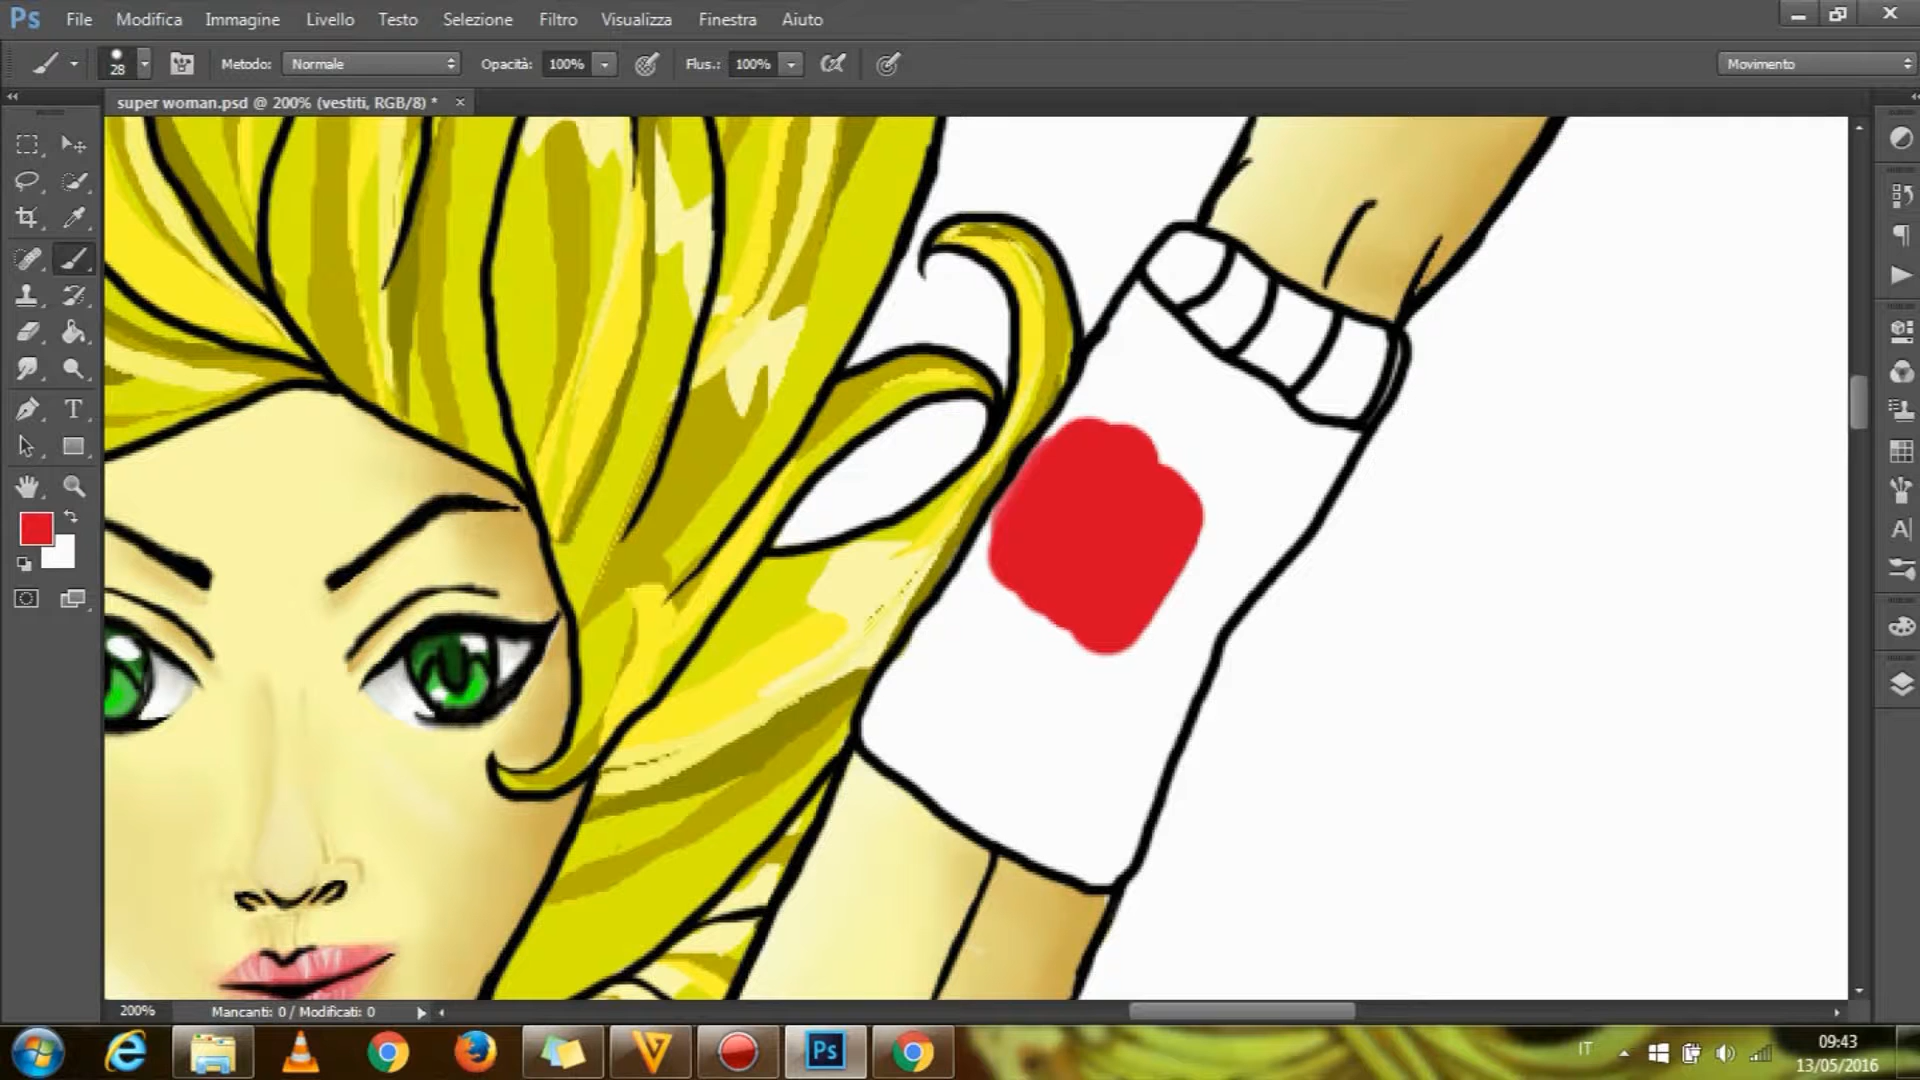 Ps File Modifica Immagine Livello Testo Selezione Filtro Visualizza Finestra Aiuto
28 Metodo: Normale Opacità: 100% Flus.: 100% Movimento
super woman.psd @ 200% (vestiti, RGB/8) *
200% Mancanti: 0 / Modificati: 0
Ps IT 09:43
13/05/2016